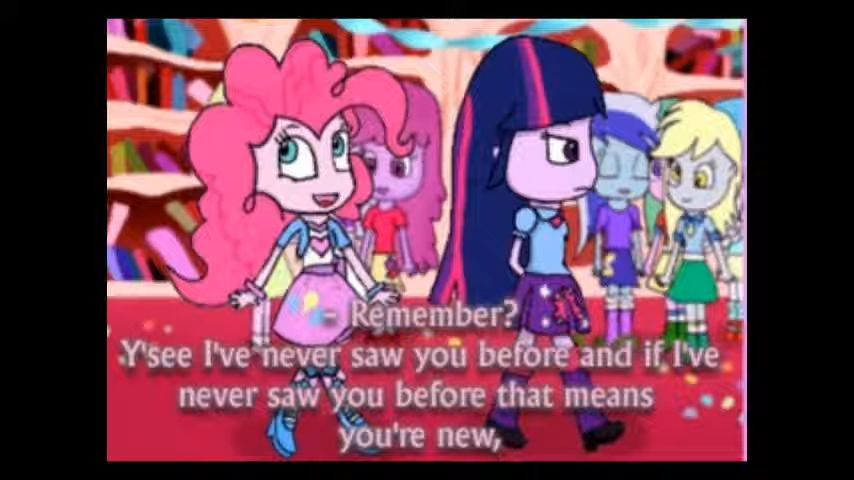 - Remember?
Y'see I've never saw you before and if I've
never saw you before that means
you're new,